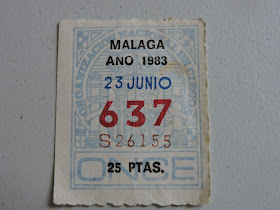 MALAGA
AÑO 1983
23 JUNIO
637
S26155
ONCE
25 PTAS.